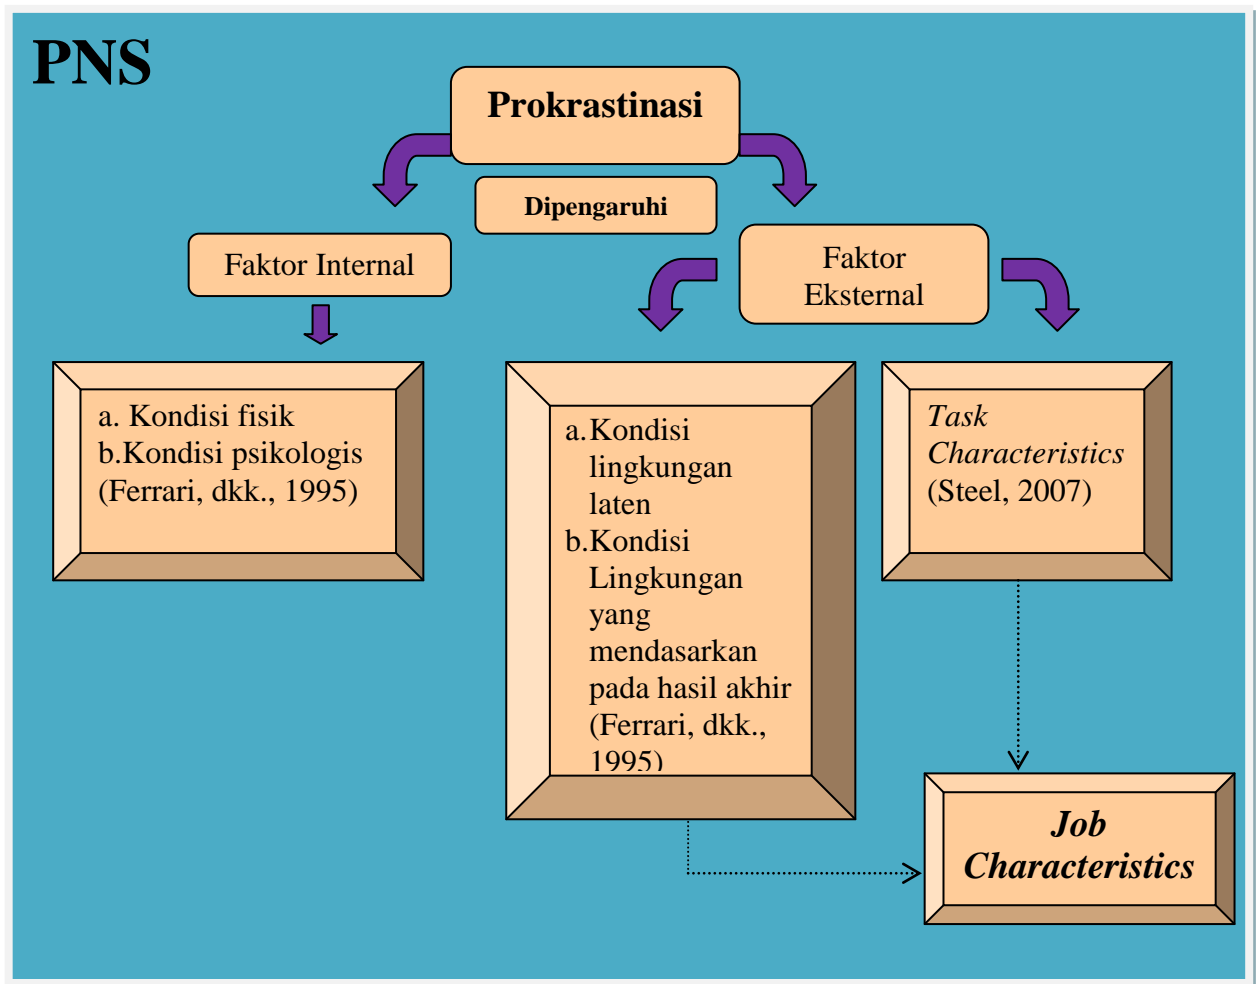 PNS
Prokrastinasi
Dipengaruhi
Faktor Internal
Faktor
Eksternal
a. Kondisi fisik
b.Kondisi psikologis
(Ferrari, dkk., 1995)
a.Kondisi
lingkungan
laten
b.Kondisi
Lingkungan
yang
mendasarkan
pada hasil akhir
(Ferrari, dkk.,
1995)
Task
Characteristics
(Steel, 2007)
Job
Characteristics